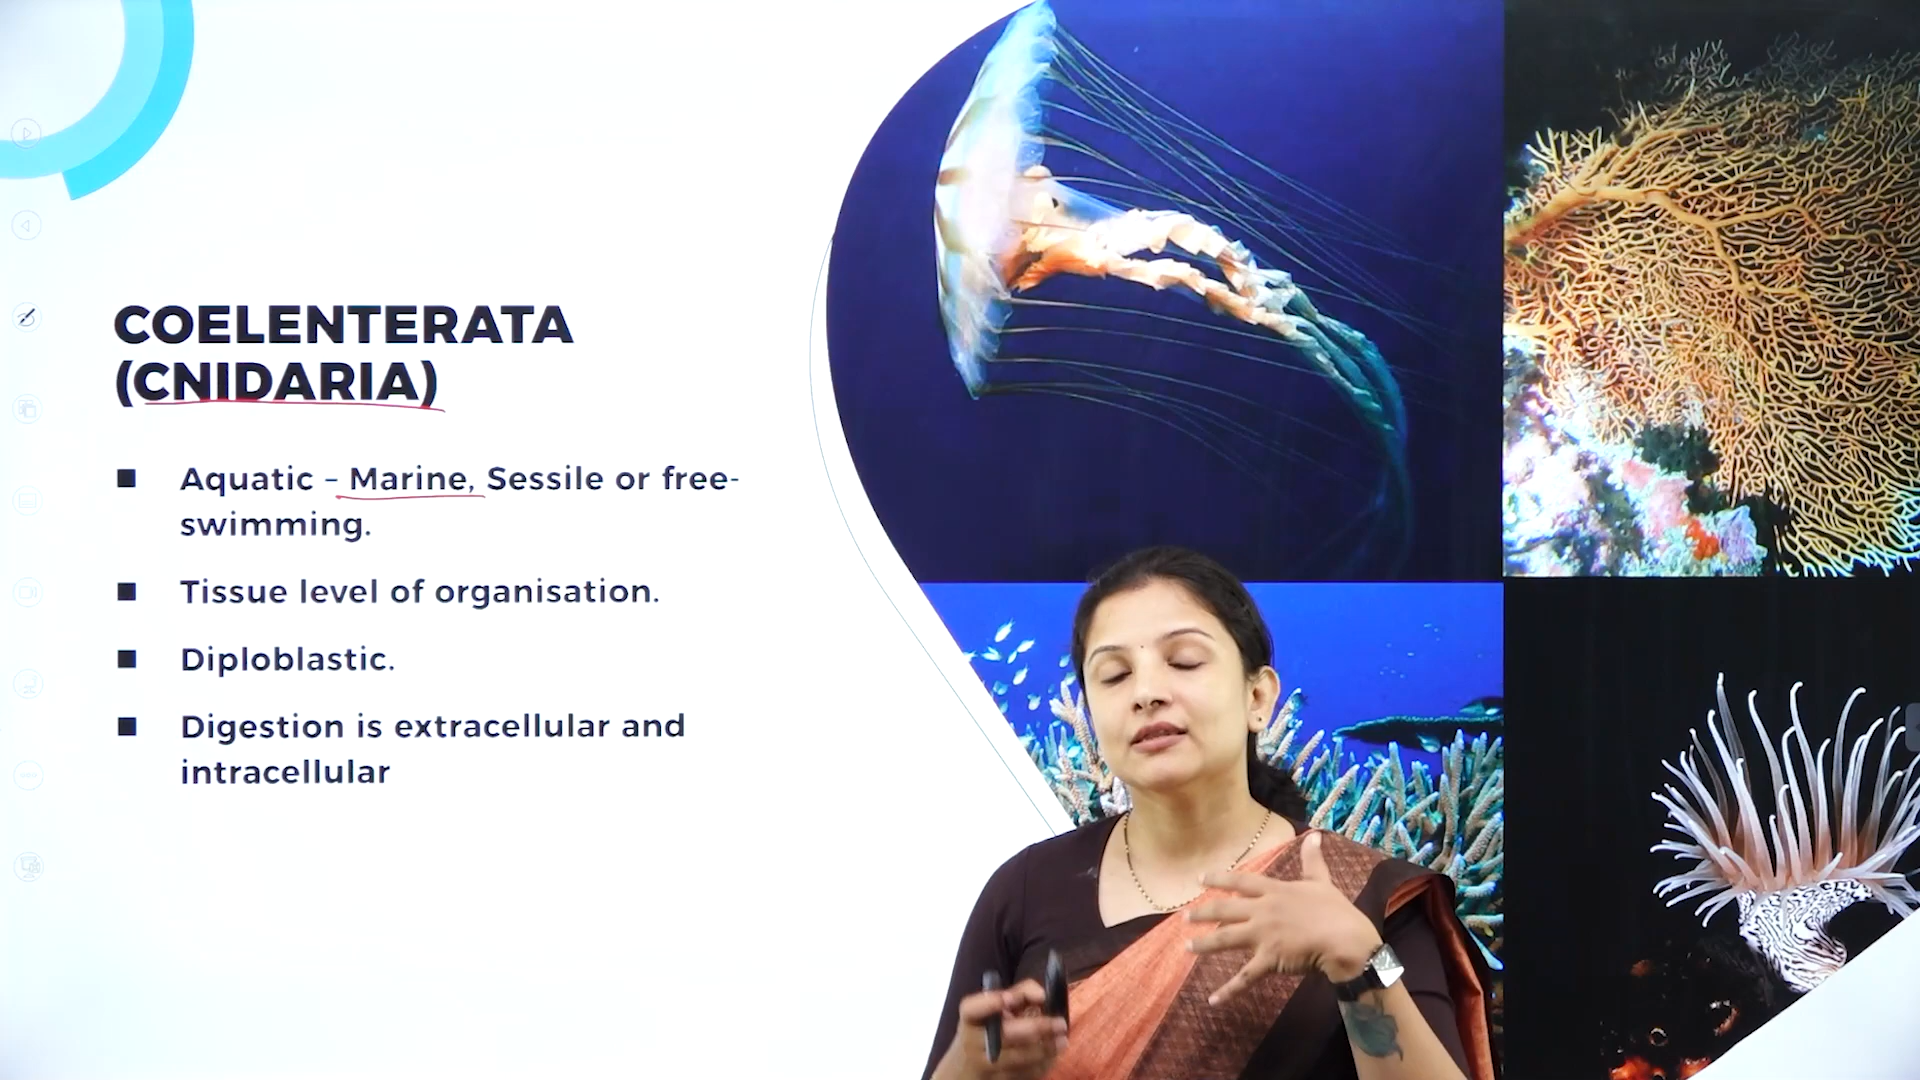 COELENTERATA
(CNIDARIA)
■ Aquatic – Marine, Sessile or free-
swimming.
■ Tissue level of organisation.
■ Diploblastic.
■ Digestion is extracellular and
intracellular